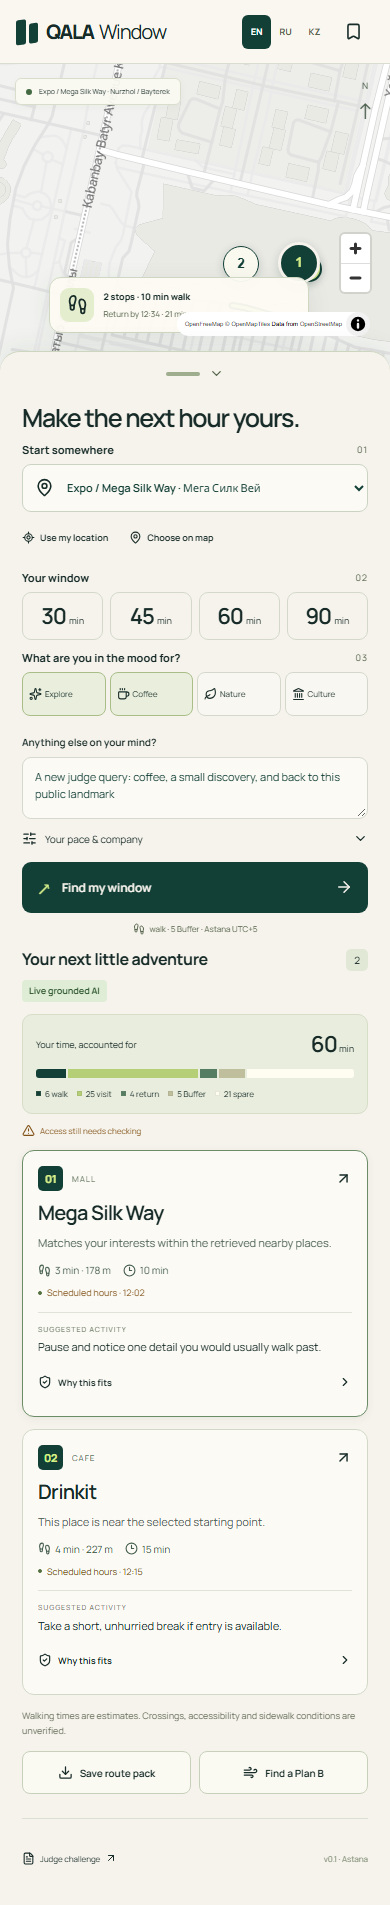 QALA Window
EN RU KZ
Expo / Mega Silk Way · Nurzhol / Bayterek
N
Kabanbay Batyr
2
1
2 stops · 10 min walk
Return by 12:34 · 21
OpenFreeMap © OpenMapTiles Data from OpenStreetMap
Make the next hour yours.
Start somewhere 01
Expo / Mega Silk Way · Мега Силк Вей
Use my location Choose on map
Your window 02
30 min 45 min 60 min 90 min
What are you in the mood for? 03
Explore Coffee Nature Culture
Anything else on your mind?
A new judge query: coffee, a small discovery, and back to this
public landmark
Your pace & company
Find my window
walk · 5 Buffer · Astana UTC+5
Your next little adventure 2
Live grounded AI
Your time, accounted for 60 min
6 walk 25 visit 4 return 5 Buffer 21 spare
Access still needs checking
01 MALL
Mega Silk Way
Matches your interests within the retrieved nearby places.
3 min · 178 m 10 min
Scheduled hours · 12:02
SUGGESTED ACTIVITY
Pause and notice one detail you would usually walk past.
Why this fits
02 CAFE
Drinkit
This place is near the selected starting point.
4 min · 227 m 15 min
Scheduled hours · 12:15
SUGGESTED ACTIVITY
Take a short, unhurried break if entry is available.
Why this fits
Walking times are estimates. Crossings, accessibility and sidewalk conditions are
unverified.
Save route pack Find a Plan B
Judge challenge v0.1 · Astana